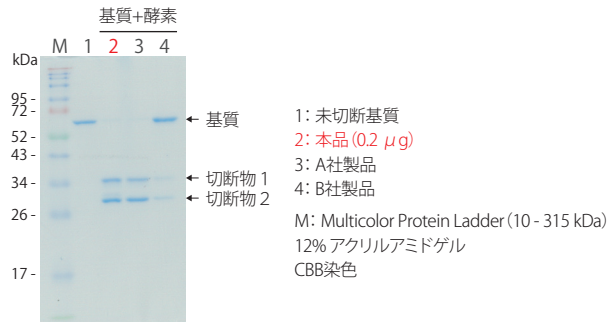 基質+酵素
kDa M 1 2 3 4
95 -
72 -
52 -
43 -
34 -
26 -
17 -
← 基質
← 切断物 1
← 切断物 2
1: 未切断基質
2: 本品(0.2 μg)
3: A社製品
4: B社製品
M: Multicolor Protein Ladder(10 - 315 kDa)
12% アクリルアミドゲル
CBB染色